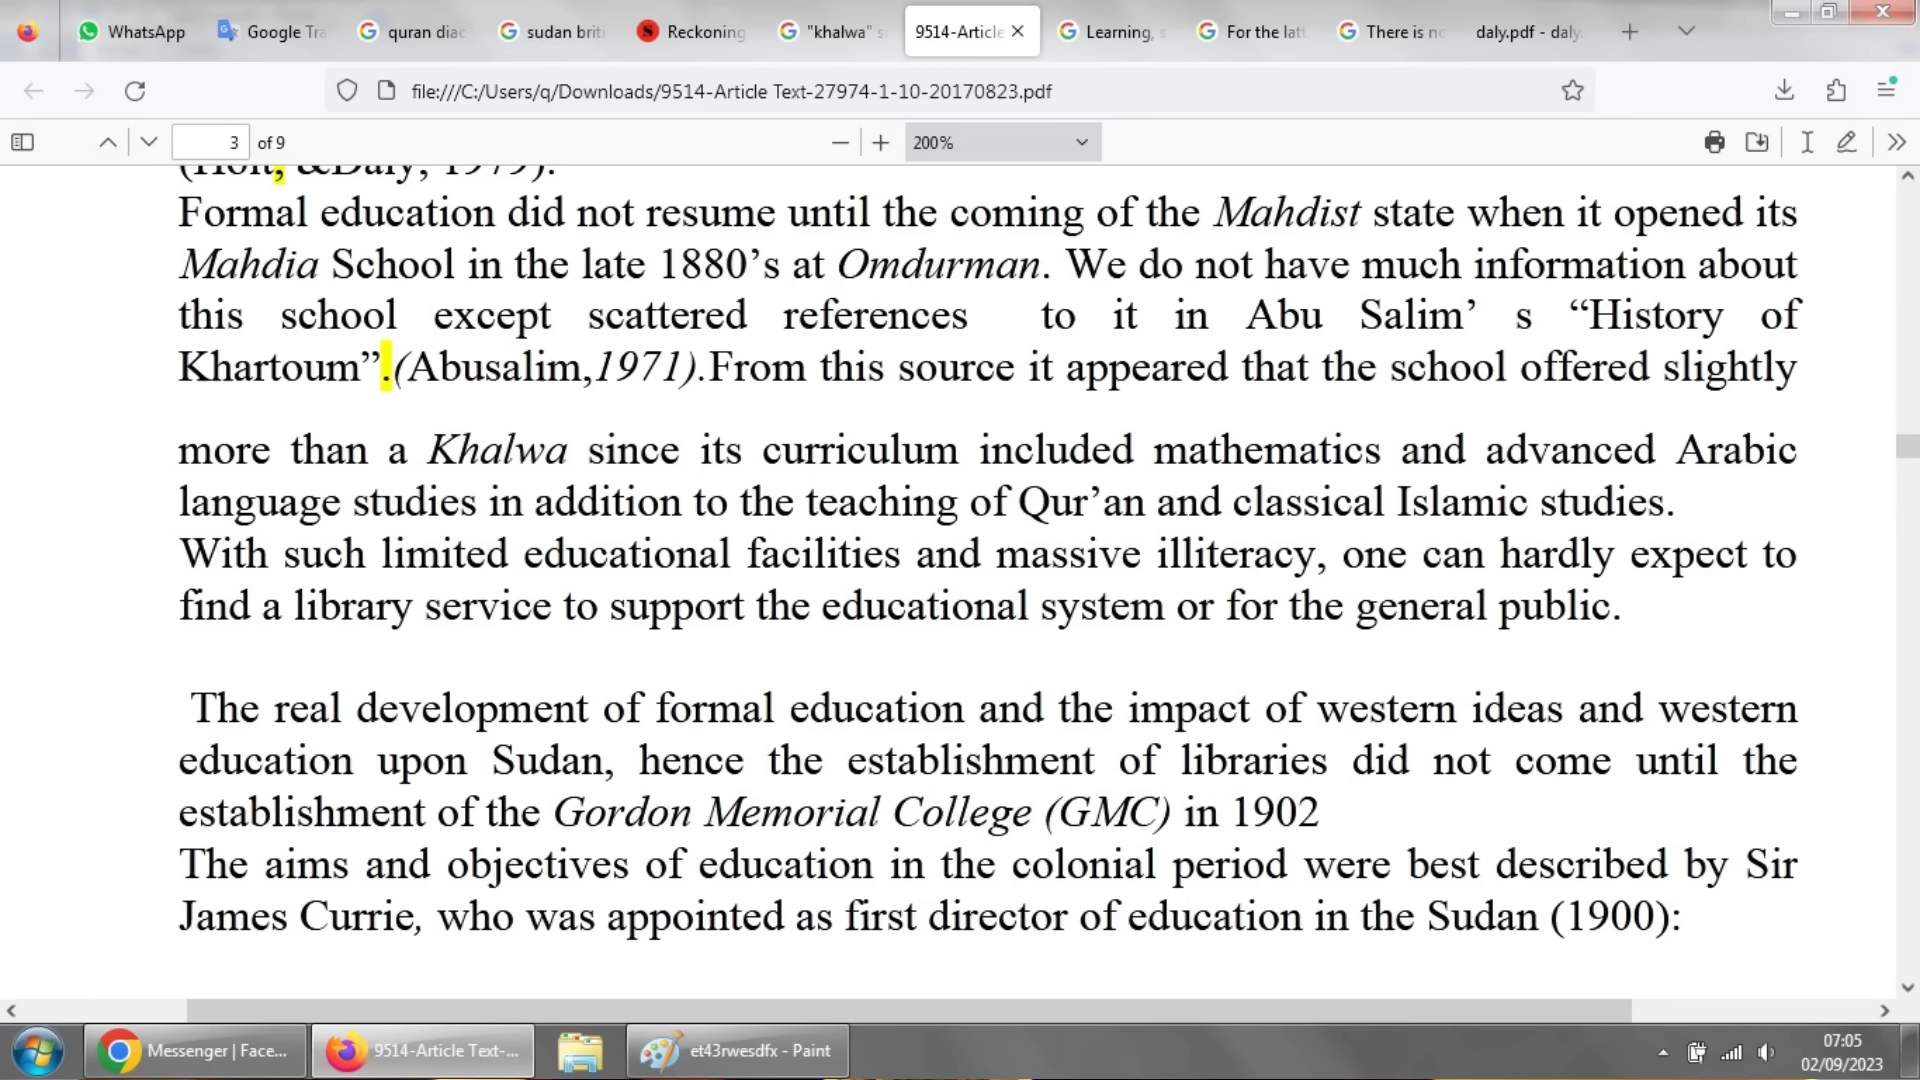 WhatsApp
Google Tra
quran diac
sudan briti
Reckoning
"khalwa" s
9514-Article
Learning, s
For the latt
There is no
daly.pdf - daly.
file:///C:/Users/q/Downloads/9514-Article Text-27974-1-10-20170823.pdf
3 of 9
200%
(Holt, &Daly, 1979).
Formal education did not resume until the coming of the Mahdist state when it opened its
Mahdia School in the late 1880’s at Omdurman. We do not have much information about
this school except scattered references to it in Abu Salim’ s “History of
Khartoum”.(Abusalim,1971).From this source it appeared that the school offered slightly
more than a Khalwa since its curriculum included mathematics and advanced Arabic
language studies in addition to the teaching of Qur’an and classical Islamic studies.
With such limited educational facilities and massive illiteracy, one can hardly expect to
find a library service to support the educational system or for the general public.
The real development of formal education and the impact of western ideas and western
education upon Sudan, hence the establishment of libraries did not come until the
establishment of the Gordon Memorial College (GMC) in 1902
The aims and objectives of education in the colonial period were best described by Sir
James Currie, who was appointed as first director of education in the Sudan (1900):
Messenger | Face...
9514-Article Text-...
et43rwesdfx - Paint
07:05
02/09/2023